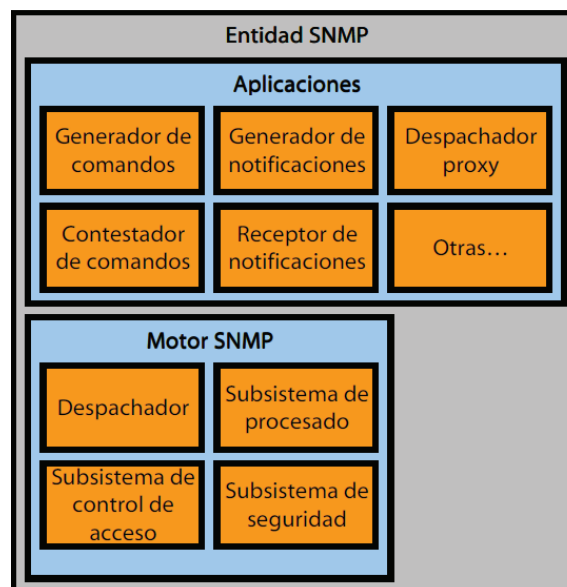 Entidad SNMP
Aplicaciones
Generador de
comandos
Generador de
notificaciones
Despachador
proxy
Contestador
de comandos
Receptor de
notificaciones
Otras...
Motor SNMP
Despachador
Subsistema de
procesado
Subsistema de
control de
acceso
Subsistema de
seguridad